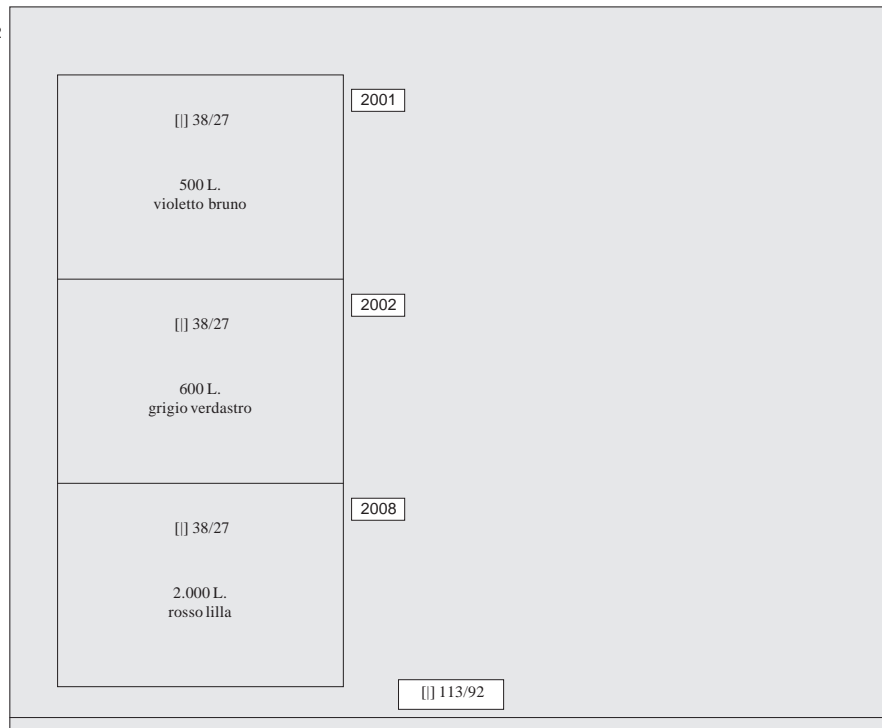 2001
[|] 38/27
500 L.
violetto bruno
2002
[|] 38/27
600 L.
grigio verdastro
2008
[|] 38/27
2.000 L.
rosso lilla
[|] 113/92